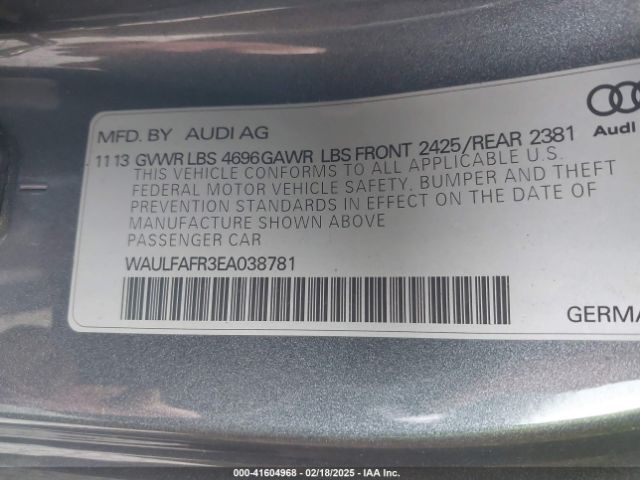 MFD. BY AUDI AG
Audi
11 13 GVWR LBS 4696 GAWR LBS FRONT 2425/REAR 2381
THIS VEHICLE CONFORMS TO ALL APPLICABLE U.S.
FEDERAL MOTOR VEHICLE SAFETY, BUMPER AND THEFT
PREVENTION STANDARDS IN EFFECT ON THE DATE OF
MANUFACTURE SHOWN ABOVE
PASSENGER CAR
WAULFAFR3EA038781
GERMA
000-41604968 - 02/18/2025 - IAA Inc.